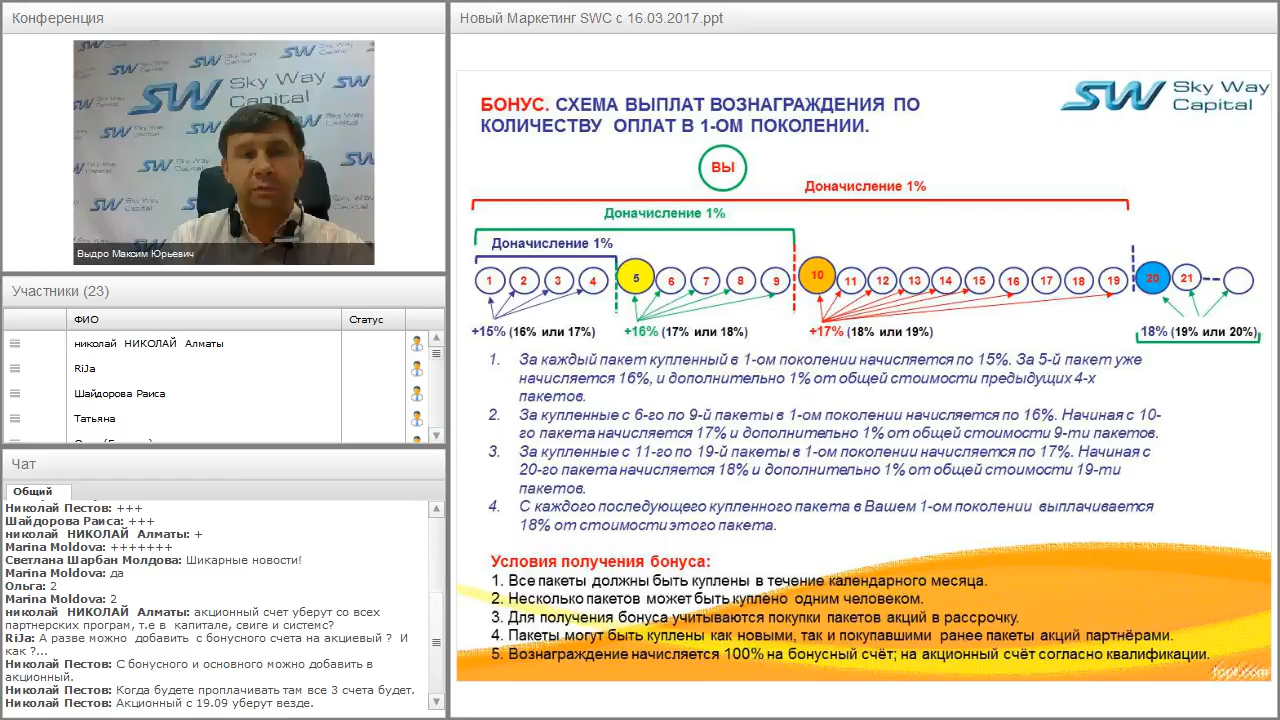 Конференция
SW Sky Way Capital
Выдро Максим Юрьевич
Участники (23)
ФИО
Статус
николай НИКОЛАЙ Алматы
RiJa
Шайдорова Раиса
Татьяна
Чат
Общий
Николай Пестов: +++
Шайдорова Раиса: +++
николай НИКОЛАЙ Алматы: +
Marina Moldova: +++++++
Светлана Шарбан Молдова: Шикарные новости!
Marina Moldova: да
Ольга: 2
Marina Moldova: 2
николай НИКОЛАЙ Алматы: акционный счет уберут со всех
партнерских програм, т.е в капитале, свиге и системс?
RiJa: А разве можно добавить с бонусного счета на акциевый ? И
как ?...
Николай Пестов: С бонусного и основного можно добавить в
акционный.
Николай Пестов: Когда будете проплачивать там все 3 счета будет.
Николай Пестов: Акционный с 19.09 уберут везде.
Новый Маркетинг SWC с 16.03.2017.ppt
SW Sky Way
Capital
БОНУС. СХЕМА ВЫПЛАТ ВОЗНАГРАЖДЕНИЯ ПО
КОЛИЧЕСТВУ ОПЛАТ В 1-ОМ ПОКОЛЕНИИ.
ВЫ
Доначисление 1%
Доначисление 1%
Доначисление 1%
1 2 3 4 5 6 7 8 9 10 11 12 13 14 15 16 17 18 19 20 21
+15% (16% или 17%) +16% (17% или 18%) +17% (18% или 19%) 18% (19% или 20%)
1. За каждый пакет купленный в 1-ом поколении начисляется по 15%. За 5-й пакет уже
начисляется 16%, и дополнительно 1% от общей стоимости предыдущих 4-х
пакетов.
2. За купленные с 6-го по 9-й пакеты в 1-ом поколении начисляется по 16%. Начиная с 10-
го пакета начисляется 17% и дополнительно 1% от общей стоимости 9-ти пакетов.
3. За купленные с 11-го по 19-й пакеты в 1-ом поколении начисляется по 17%. Начиная с
20-го пакета начисляется 18% и дополнительно 1% от общей стоимости 19-ти
пакетов.
4. С каждого последующего купленного пакета в Вашем 1-ом поколении выплачивается
18% от стоимости этого пакета.
Условия получения бонуса:
1. Все пакеты должны быть куплены в течение календарного месяца.
2. Несколько пакетов может быть куплено одним человеком.
3. Для получения бонуса учитываются покупки пакетов акций в рассрочку.
4. Пакеты могут быть куплены как новыми, так и покупавшими ранее пакеты акций партнёрами.
5. Вознаграждение начисляется 100% на бонусный счёт; на акционный счёт согласно квалификации.
fppt.com